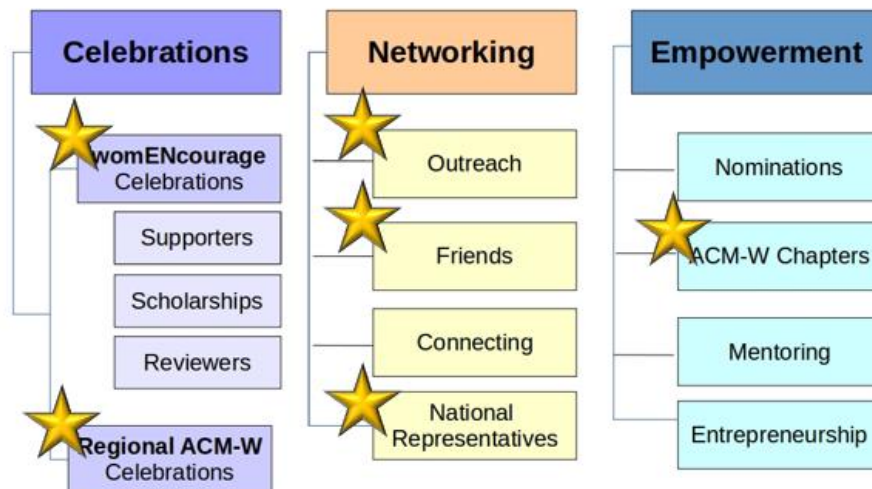 Celebrations
womENcourage
Celebrations
Supporters
Scholarships
Reviewers
Regional ACM-W
Celebrations
Networking
Outreach
Friends
Connecting
National
Representatives
Empowerment
Nominations
ACM-W Chapters
Mentoring
Entrepreneurship